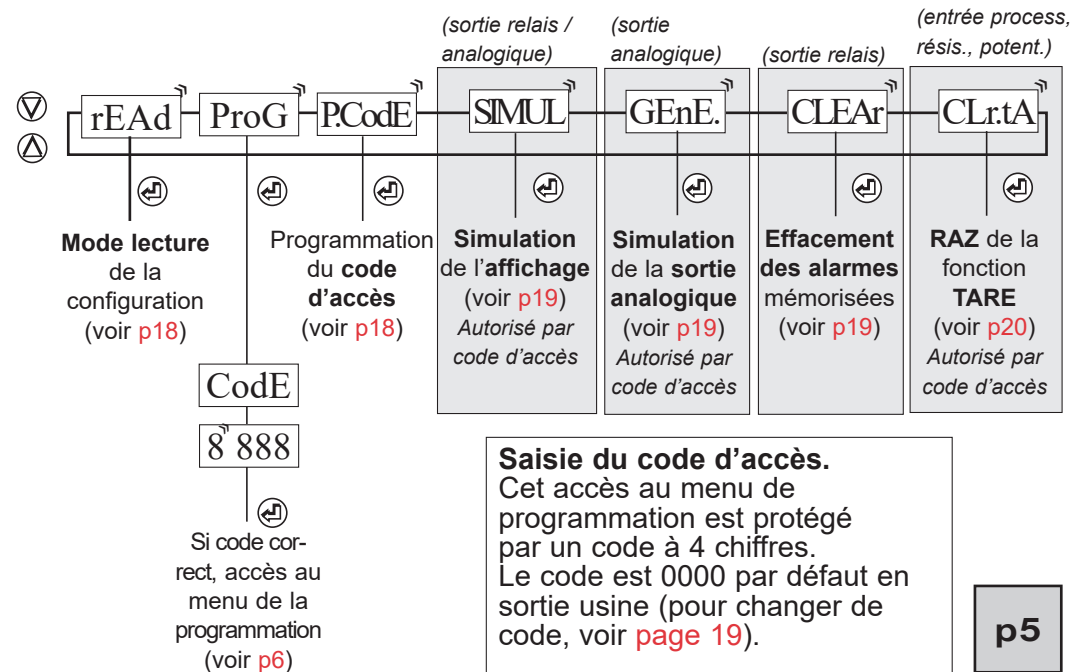 (sortie relais /
analogique)
(sortie
analogique)
(sortie relais)
(entrée process,
résis., potent.)
rEAd
ProG
P.CodE
SIMUL
GEnE.
CLEAr
CLr.tA
Mode lecture
de la
configuration
(voir p18)
Programmation
du code
d’accès
(voir p18)
Simulation
de l’affichage
(voir p19)
Autorisé par
code d’accès
Simulation
de la sortie
analogique
(voir p19)
Autorisé par
code d’accès
Effacement
des alarmes
mémorisées
(voir p19)
RAZ de la
fonction
TARE
(voir p20)
Autorisé par
code d’accès
CodE
8 888
Si code cor-
rect, accès au
menu de la
programmation
(voir p6)
Saisie du code d’accès.
Cet accès au menu de
programmation est protégé
par un code à 4 chiffres.
Le code est 0000 par défaut en
sortie usine (pour changer de
code, voir page 19).
p5